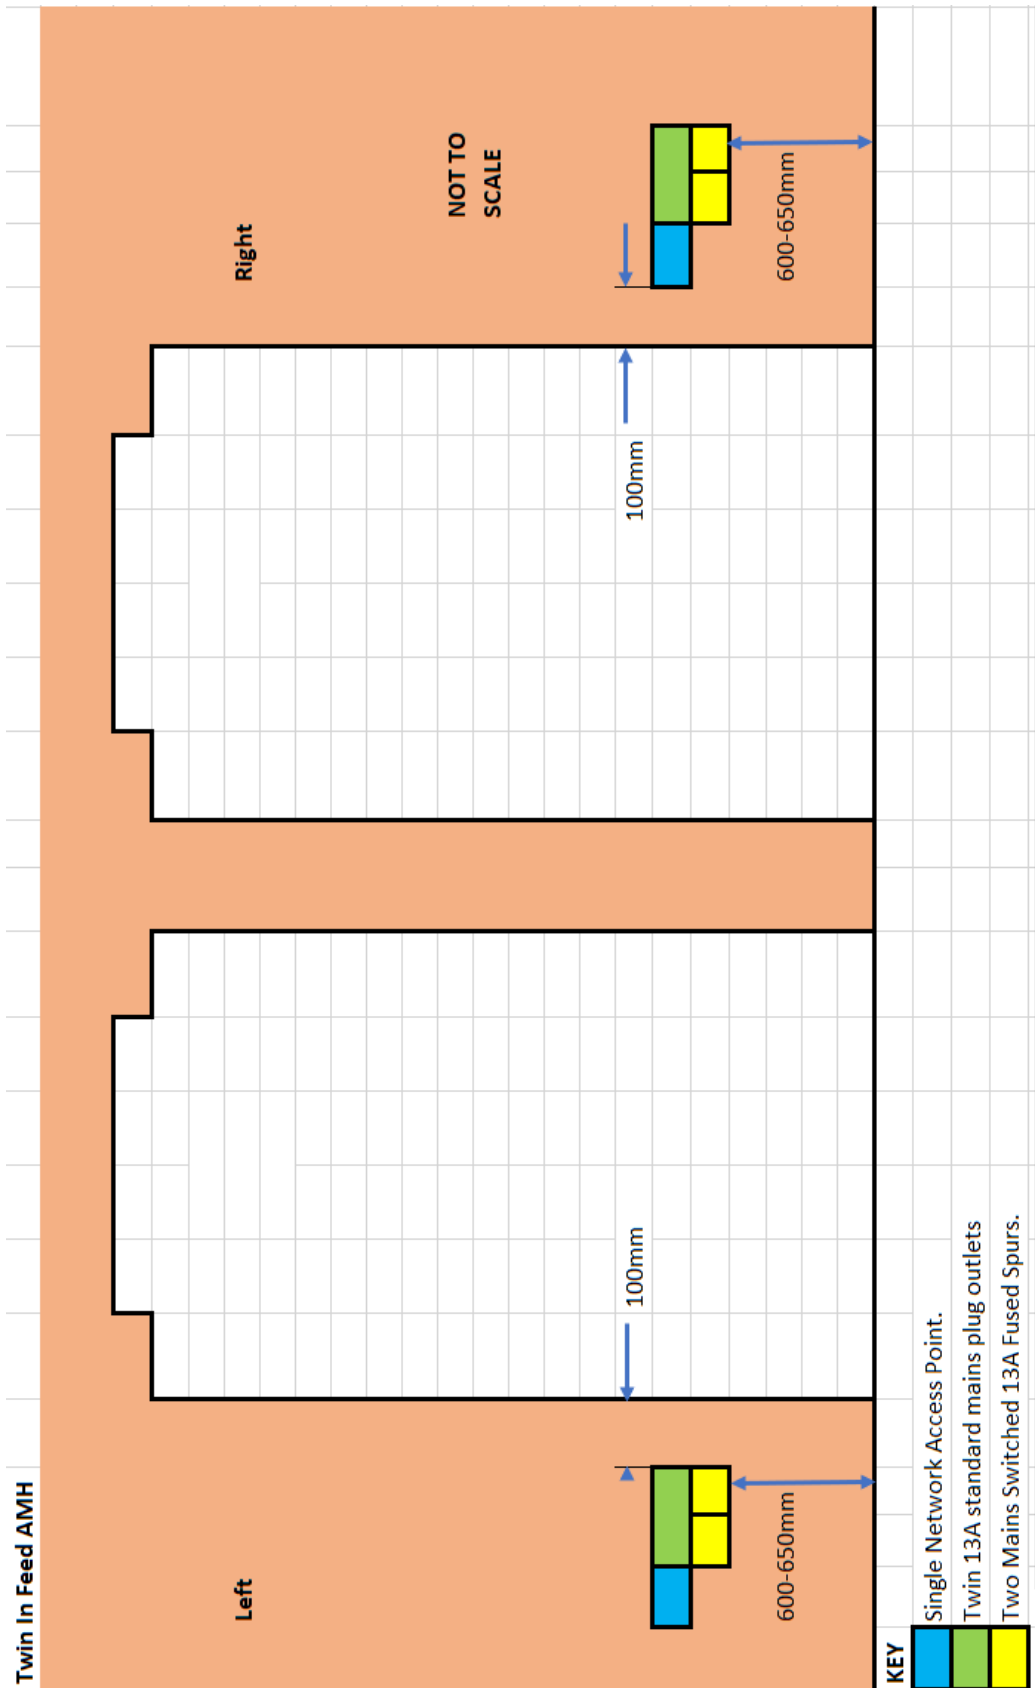 Twin In Feed AMH
Left
Right
NOT TO
SCALE
100mm
100mm
600-650mm
600-650mm
KEY
Single Network Access Point.
Twin 13A standard mains plug outlets
Two Mains Switched 13A Fused Spurs.